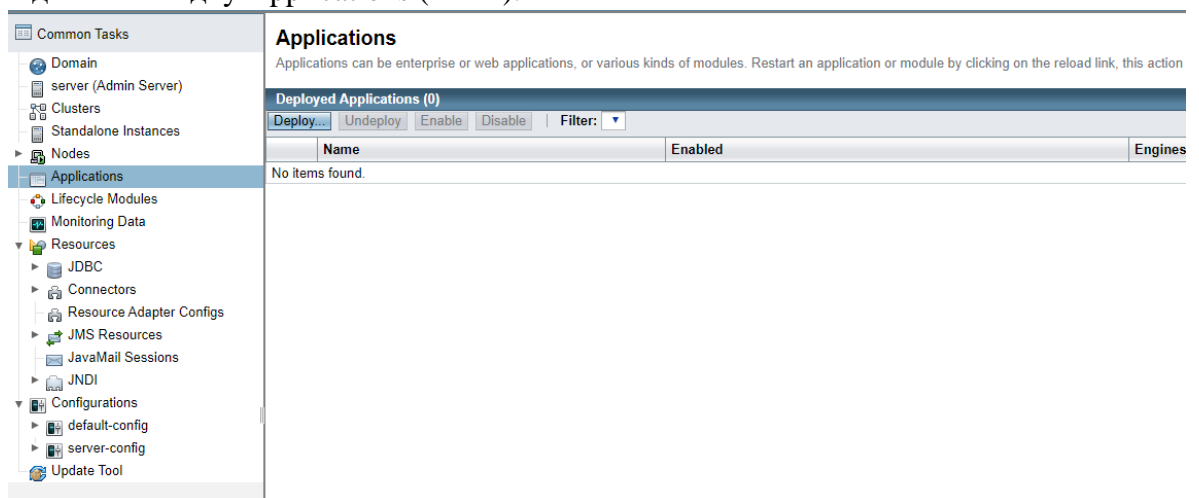 Common Tasks
Domain
server (Admin Server)
Clusters
Standalone Instances
Nodes
Applications
Lifecycle Modules
Monitoring Data
Resources
JDBC
Connectors
Resource Adapter Configs
JMS Resources
JavaMail Sessions
JNDI
Configurations
default-config
server-config
Update Tool
Applications
Applications can be enterprise or web applications, or various kinds of modules. Restart an application or module by clicking on the reload link, this action
Deployed Applications (0)
Deploy... Undeploy Enable Disable | Filter:
Name Enabled Engines
No items found.